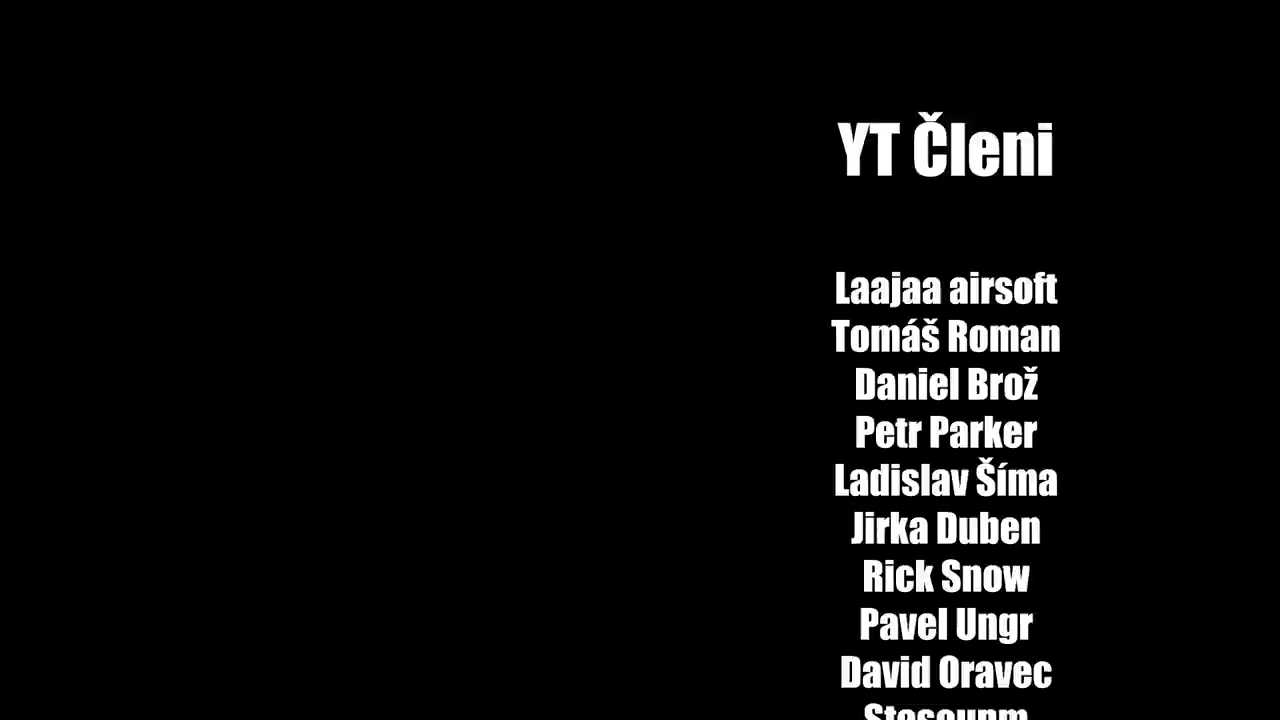 YT Členi
Laajaa airsoft
Tomáš Roman
Daniel Brož
Petr Parker
Ladislav Šíma
Jirka Duben
Rick Snow
Pavel Ungr
David Oravec